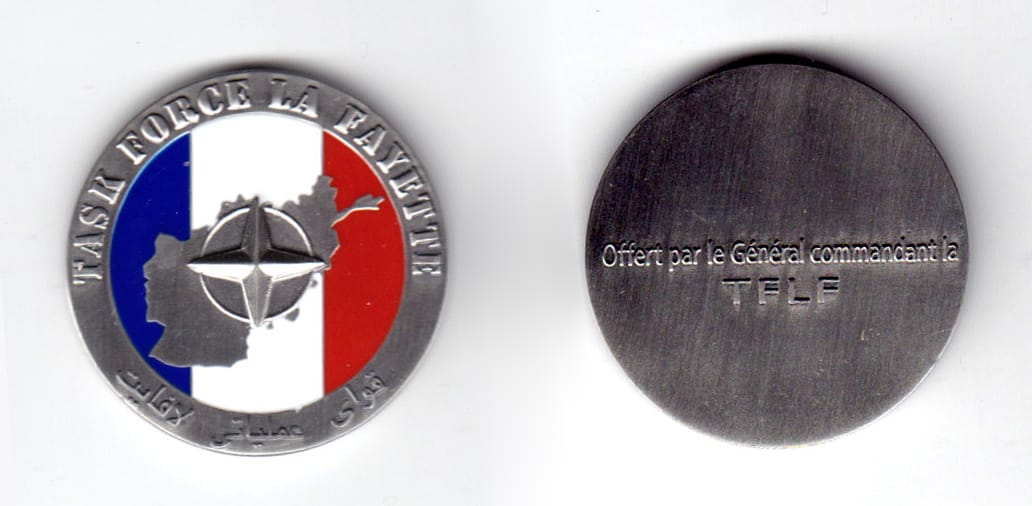 TASK FORCE LA FAYETTE
قوای عملیاتی لافایت
Offert par le Général commandant la
TFLF